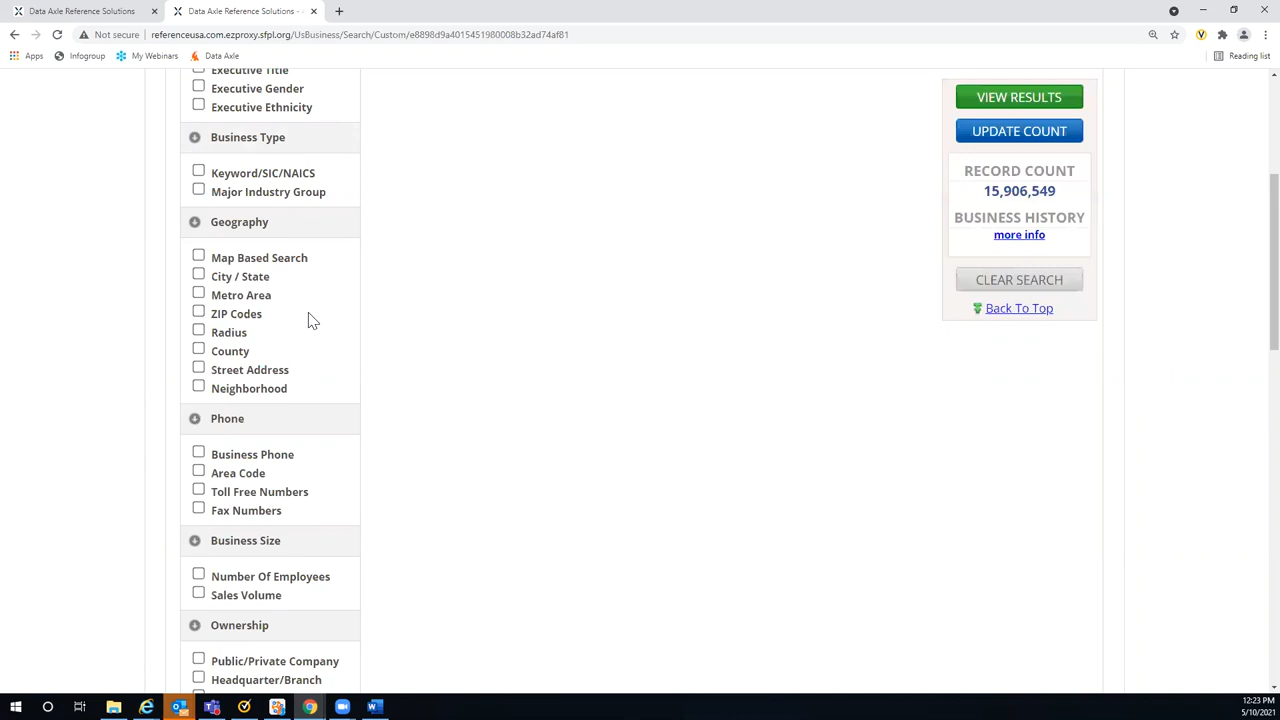 Data Axle Reference Solutions
Data Axle Reference Solutions -
Not secure
referenceusa.com.ezproxy.sfpl.org/UsBusiness/Search/Custom/e8898d9a4015451980008b32ad74af81
Apps
Infogroup
My Webinars
Data Axle
Reading list
Executive Title
Executive Gender
Executive Ethnicity
Business Type
Keyword/SIC/NAICS
Major Industry Group
Geography
Map Based Search
City / State
Metro Area
ZIP Codes
Radius
County
Street Address
Neighborhood
Phone
Business Phone
Area Code
Toll Free Numbers
Fax Numbers
Business Size
Number Of Employees
Sales Volume
Ownership
Public/Private Company
Headquarter/Branch
VIEW RESULTS
UPDATE COUNT
RECORD COUNT
15,906,549
BUSINESS HISTORY
more info
CLEAR SEARCH
Back To Top
12:23 PM
5/10/2021